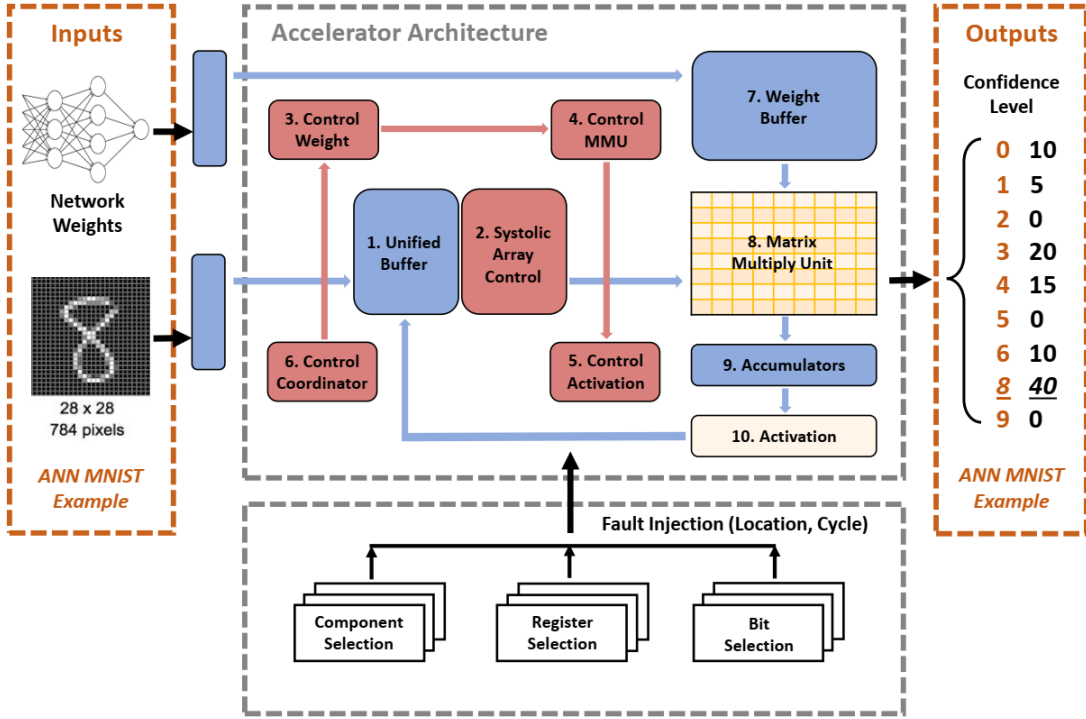 Inputs
Network
Weights
28 x 28
784 pixels
ANN MNIST
Example
Accelerator Architecture
3. Control
Weight
4. Control
MMU
7. Weight
Buffer
1. Unified
Buffer
2. Systolic
Array
Control
8. Matrix
Multiply Unit
6. Control
Coordinator
5. Control
Activation
9. Accumulators
10. Activation
Fault Injection (Location, Cycle)
Component
Selection
Register
Selection
Bit
Selection
Outputs
Confidence
Level
0 10
1 5
2 0
3 20
4 15
5 0
6 10
8 40
9 0
ANN MNIST
Example